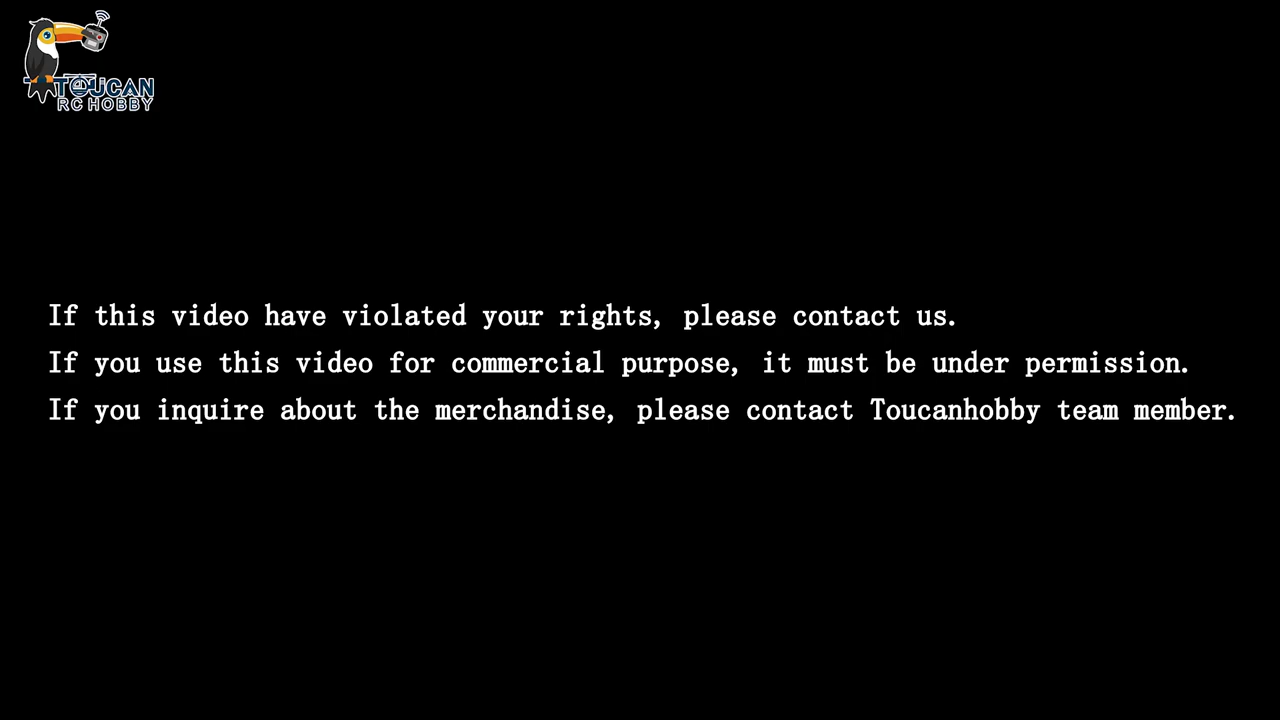 TOUCAN
RC HOBBY
If this video have violated your rights, please contact us.
If you use this video for commercial purpose, it must be under permission.
If you inquire about the merchandise, please contact Toucanhobby team member.